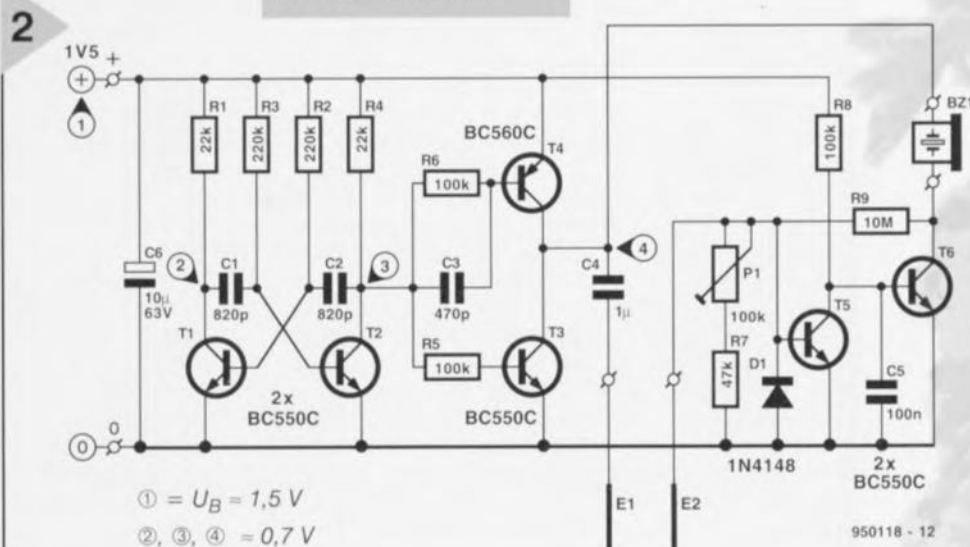 2
1V5 +
+
1
R1 R3 R2 R4
22k 220k 220k 22k
BC560C
T4
R6
100k
R8
100k
BZ1
R9
10M
2
C1
820p
C2
820p
3
C3
470p
4
C4
1µ
C6
10µ
63V
P1
100k
T6
T5
T1
T2
T3
R5
100k
R7
47k
D1
C5
100n
2x
BC550C
BC550C
0
0
1N4148
2x
BC550C
① = UB = 1,5 V
②, ③, ④ = 0,7 V
E1 E2
950118 - 12